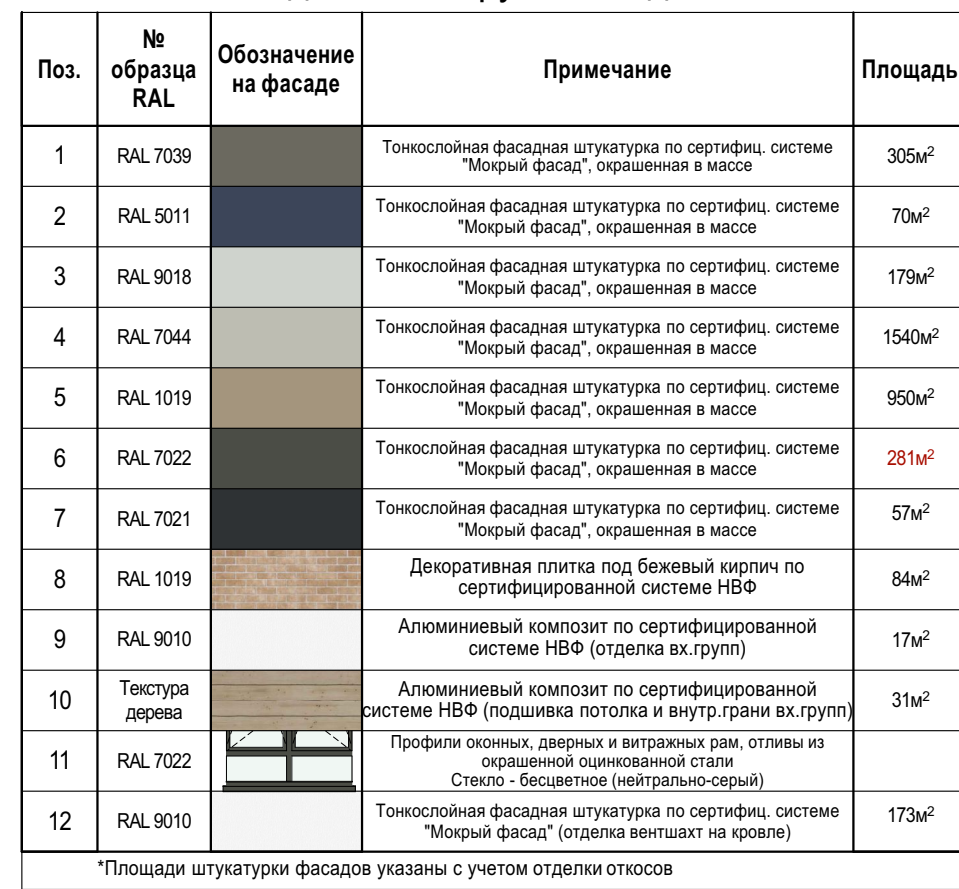 Поз.
№ образца RAL
Обозначение на фасаде
Примечание
Площадь
1
RAL 7039
Тонкослойная фасадная штукатурка по сертифиц. системе
"Мокрый фасад", окрашенная в массе
305м²
2
RAL 5011
Тонкослойная фасадная штукатурка по сертифиц. системе
"Мокрый фасад", окрашенная в массе
70м²
3
RAL 9018
Тонкослойная фасадная штукатурка по сертифиц. системе
"Мокрый фасад", окрашенная в массе
179м²
4
RAL 7044
Тонкослойная фасадная штукатурка по сертифиц. системе
"Мокрый фасад", окрашенная в массе
1540м²
5
RAL 1019
Тонкослойная фасадная штукатурка по сертифиц. системе
"Мокрый фасад", окрашенная в массе
950м²
6
RAL 7022
Тонкослойная фасадная штукатурка по сертифиц. системе
"Мокрый фасад", окрашенная в массе
281м²
7
RAL 7021
Тонкослойная фасадная штукатурка по сертифиц. системе
"Мокрый фасад", окрашенная в массе
57м²
8
RAL 1019
Декоративная плитка под бежевый кирпич по
сертифицированной системе НВФ
84м²
9
RAL 9010
Алюминиевый композит по сертифицированной
системе НВФ (отделка вх.групп)
17м²
10
Текстура
дерева
Алюминиевый композит по сертифицированной
системе НВФ (подшивка потолка и внутр.грани вх.групп)
31м²
11
RAL 7022
Профили оконных, дверных и витражных рам, отливы из
окрашенной оцинкованной стали
Стекло - бесцветное (нейтрально-серый)
12
RAL 9010
Тонкослойная фасадная штукатурка по сертифиц. системе
"Мокрый фасад" (отделка вентшахт на кровле)
173м²
*Площади штукатурки фасадов указаны с учетом отделки откосов